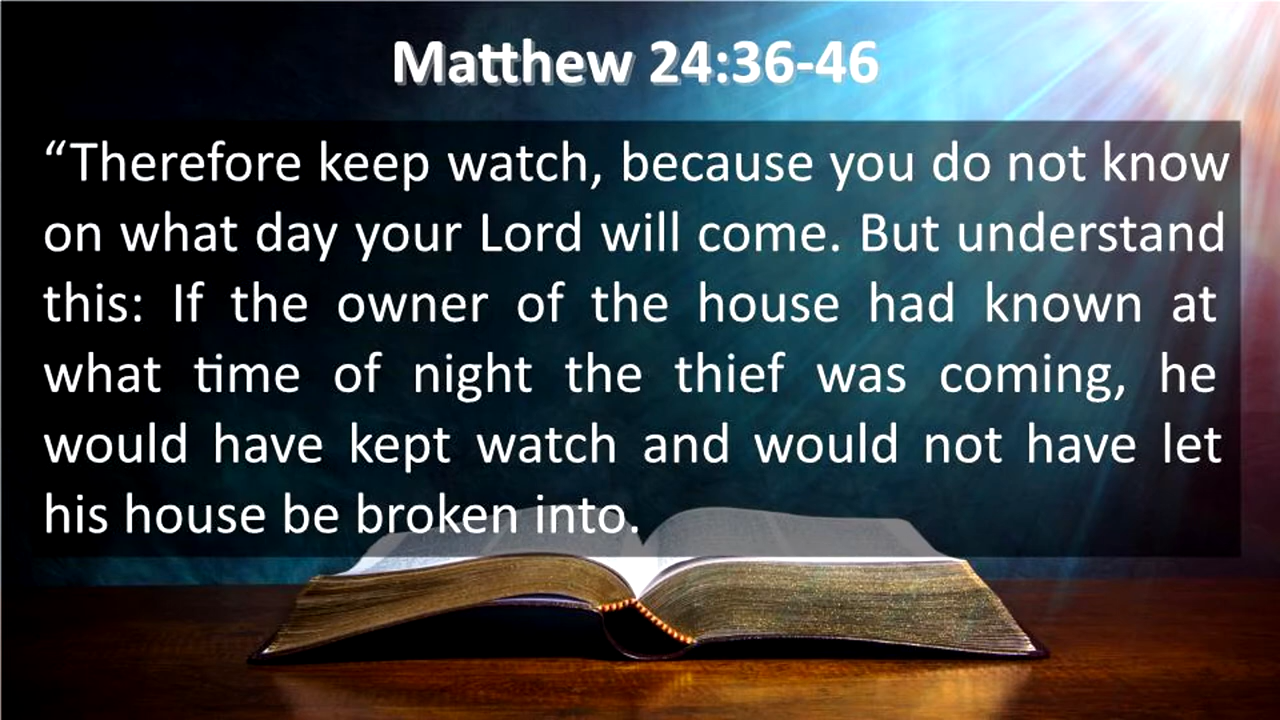 Matthew 24:36-46
“Therefore keep watch, because you do not know
on what day your Lord will come. But understand
this: If the owner of the house had known at
what time of night the thief was coming, he
would have kept watch and would not have let
his house be broken into.